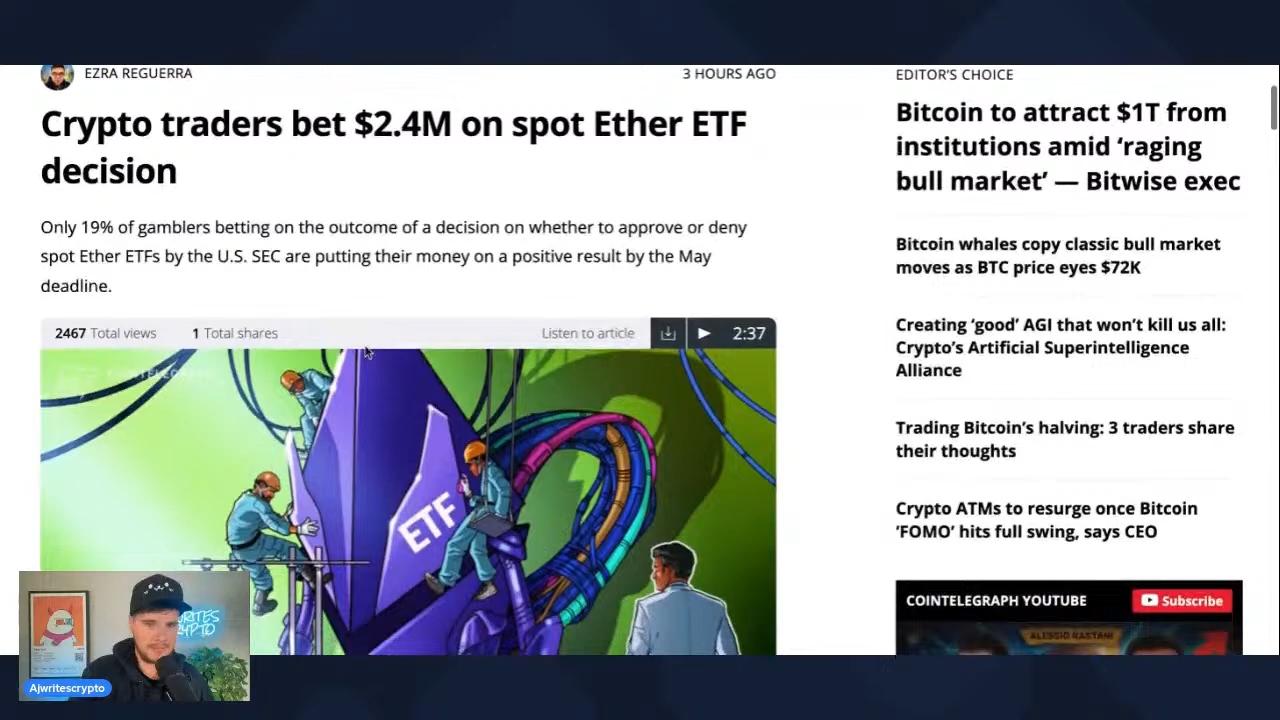 EZRA REGUERRA
3 HOURS AGO
Crypto traders bet $2.4M on spot Ether ETF
decision
Only 19% of gamblers betting on the outcome of a decision on whether to approve or deny
spot Ether ETFs by the U.S. SEC are putting their money on a positive result by the May
deadline.
2467 Total views
1 Total shares
Listen to article
2:37
COINTELEGRAPH
ETF
EDITOR'S CHOICE
Bitcoin to attract $1T from
institutions amid ‘raging
bull market’ — Bitwise exec
Bitcoin whales copy classic bull market
moves as BTC price eyes $72K
Creating ‘good’ AGI that won’t kill us all:
Crypto’s Artificial Superintelligence
Alliance
Trading Bitcoin’s halving: 3 traders share
their thoughts
Crypto ATMs to resurge once Bitcoin
‘FOMO’ hits full swing, says CEO
COINTELEGRAPH YOUTUBE
Subscribe
ALESSIO RASTANI
Ajwritescrypto